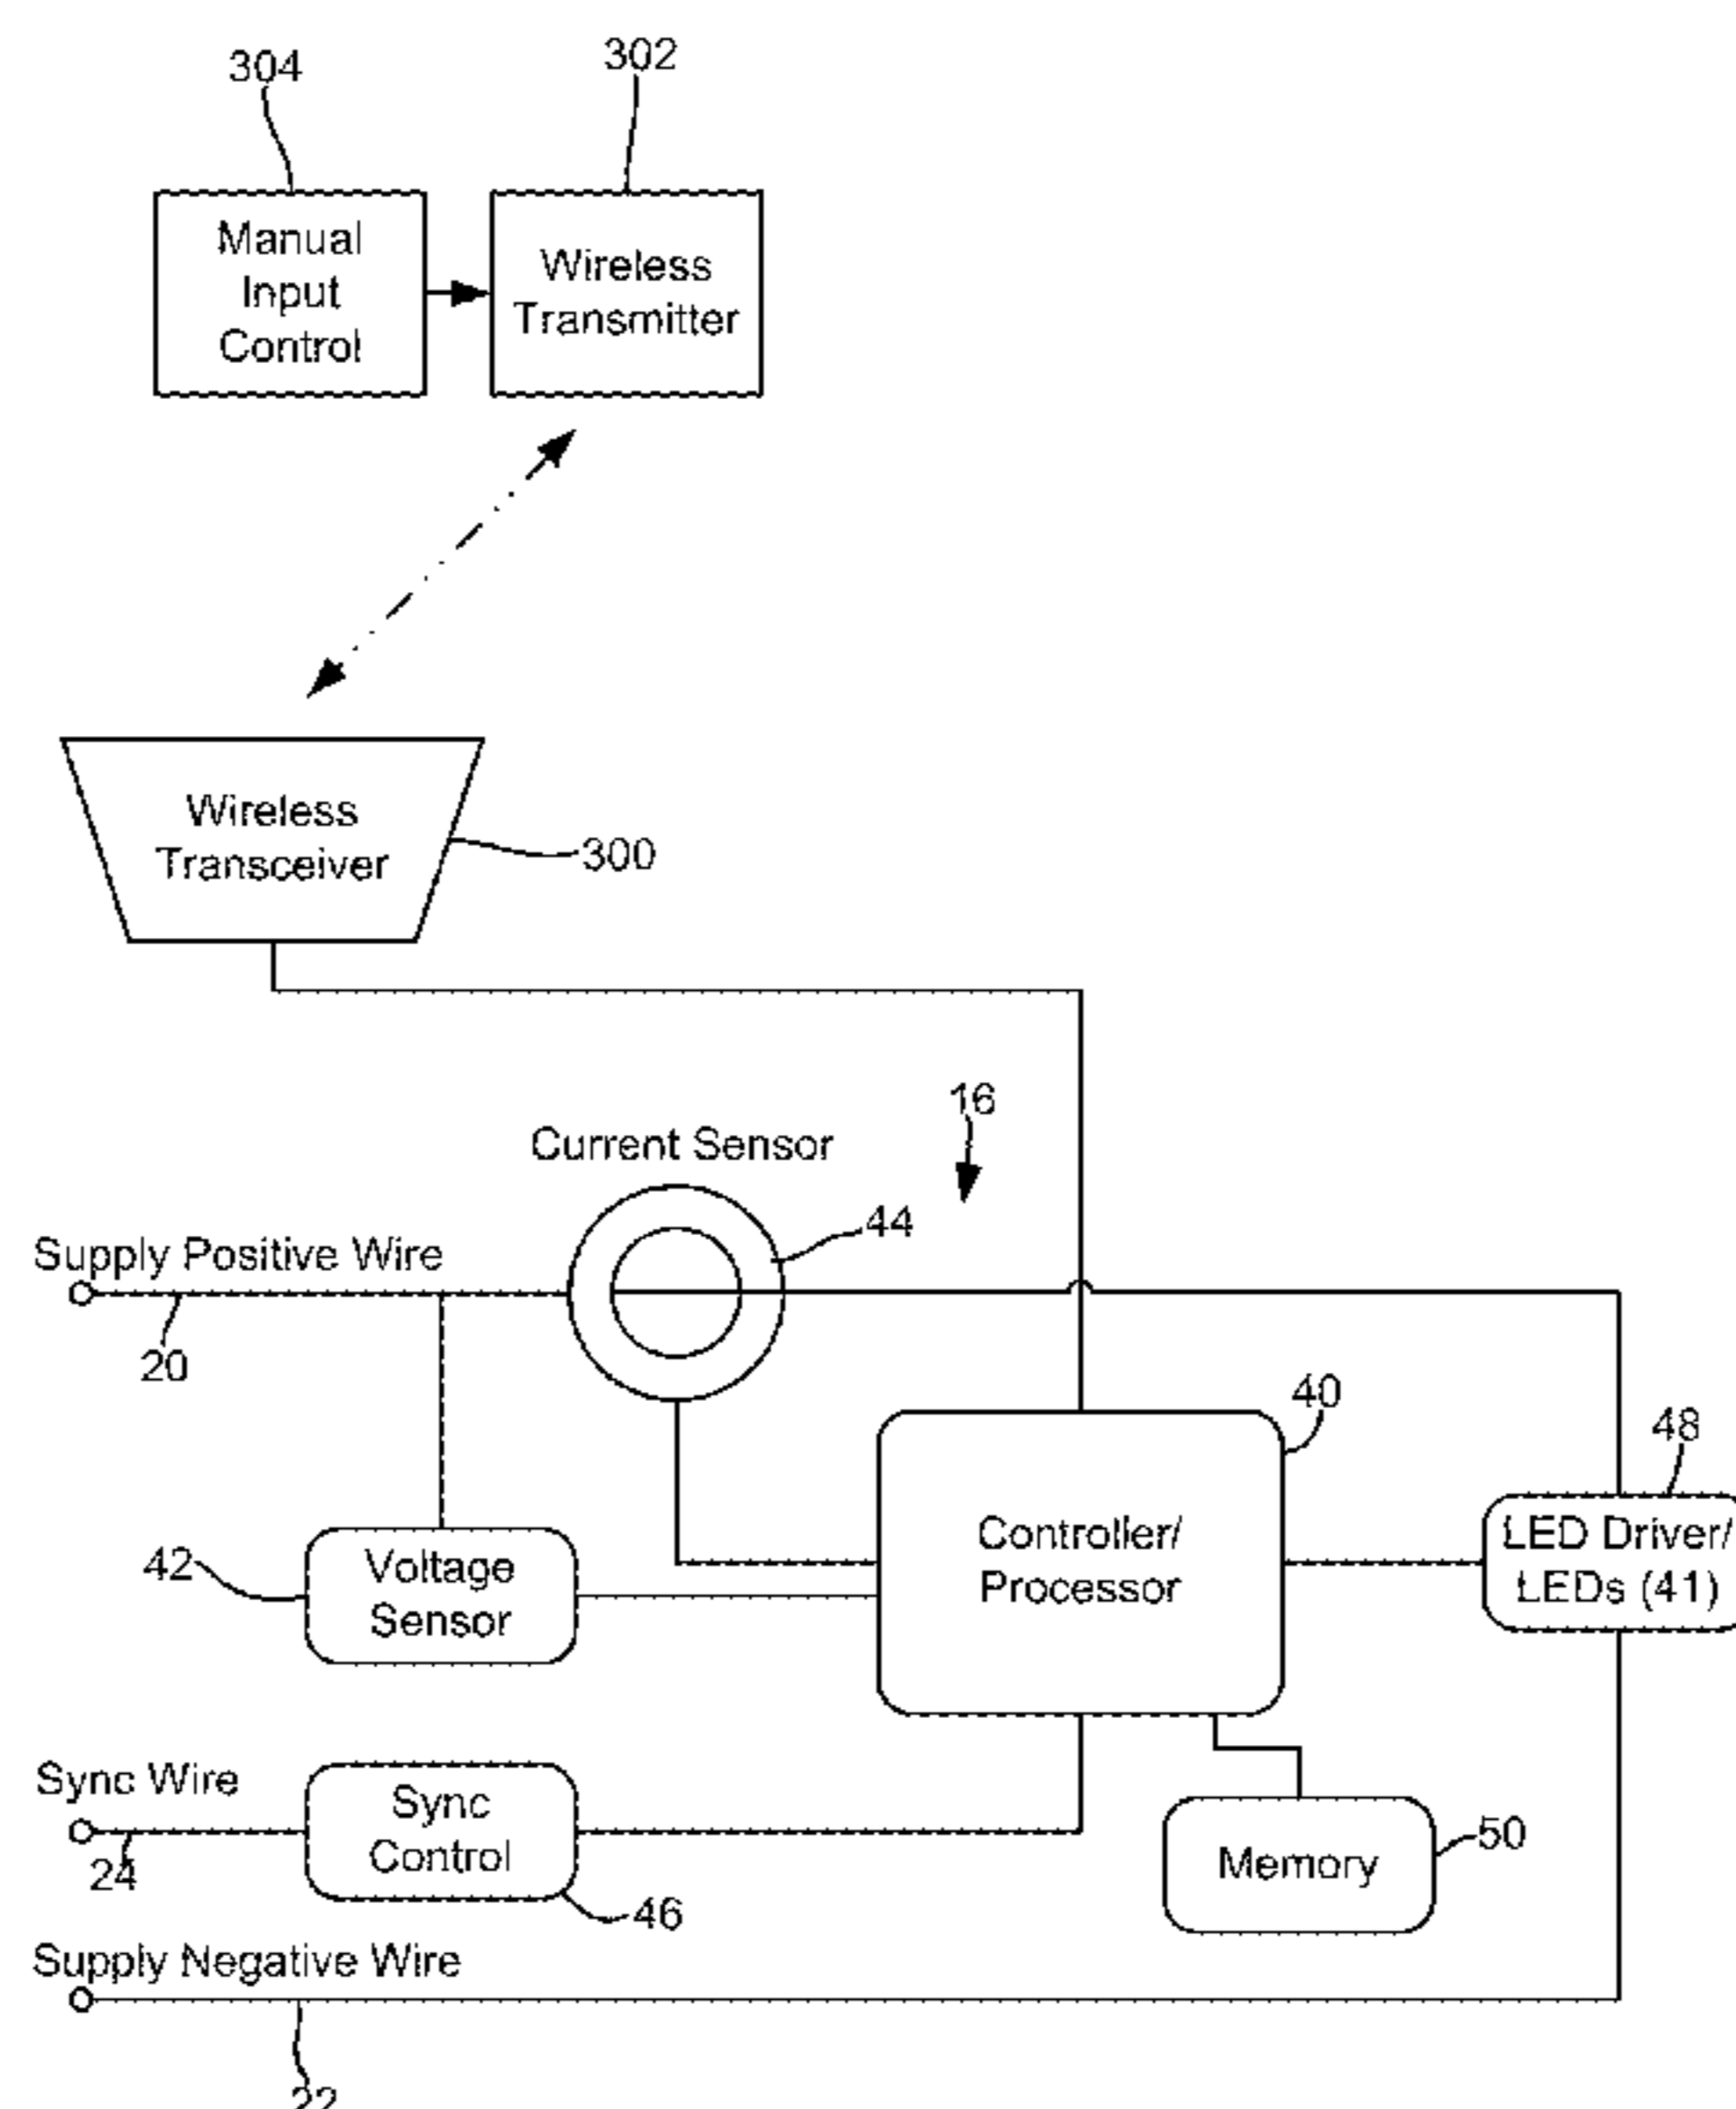 304
302
Manual
Input
Control
Wireless
Transmitter
Wireless
Transceiver
300
16
Current Sensor
44
Supply Positive Wire
20
40
48
Controller/
Processor
LED Driver/
LEDs (41)
42
Voltage
Sensor
Sync Wire
24
Sync
Control
46
Memory
50
Supply Negative Wire
22